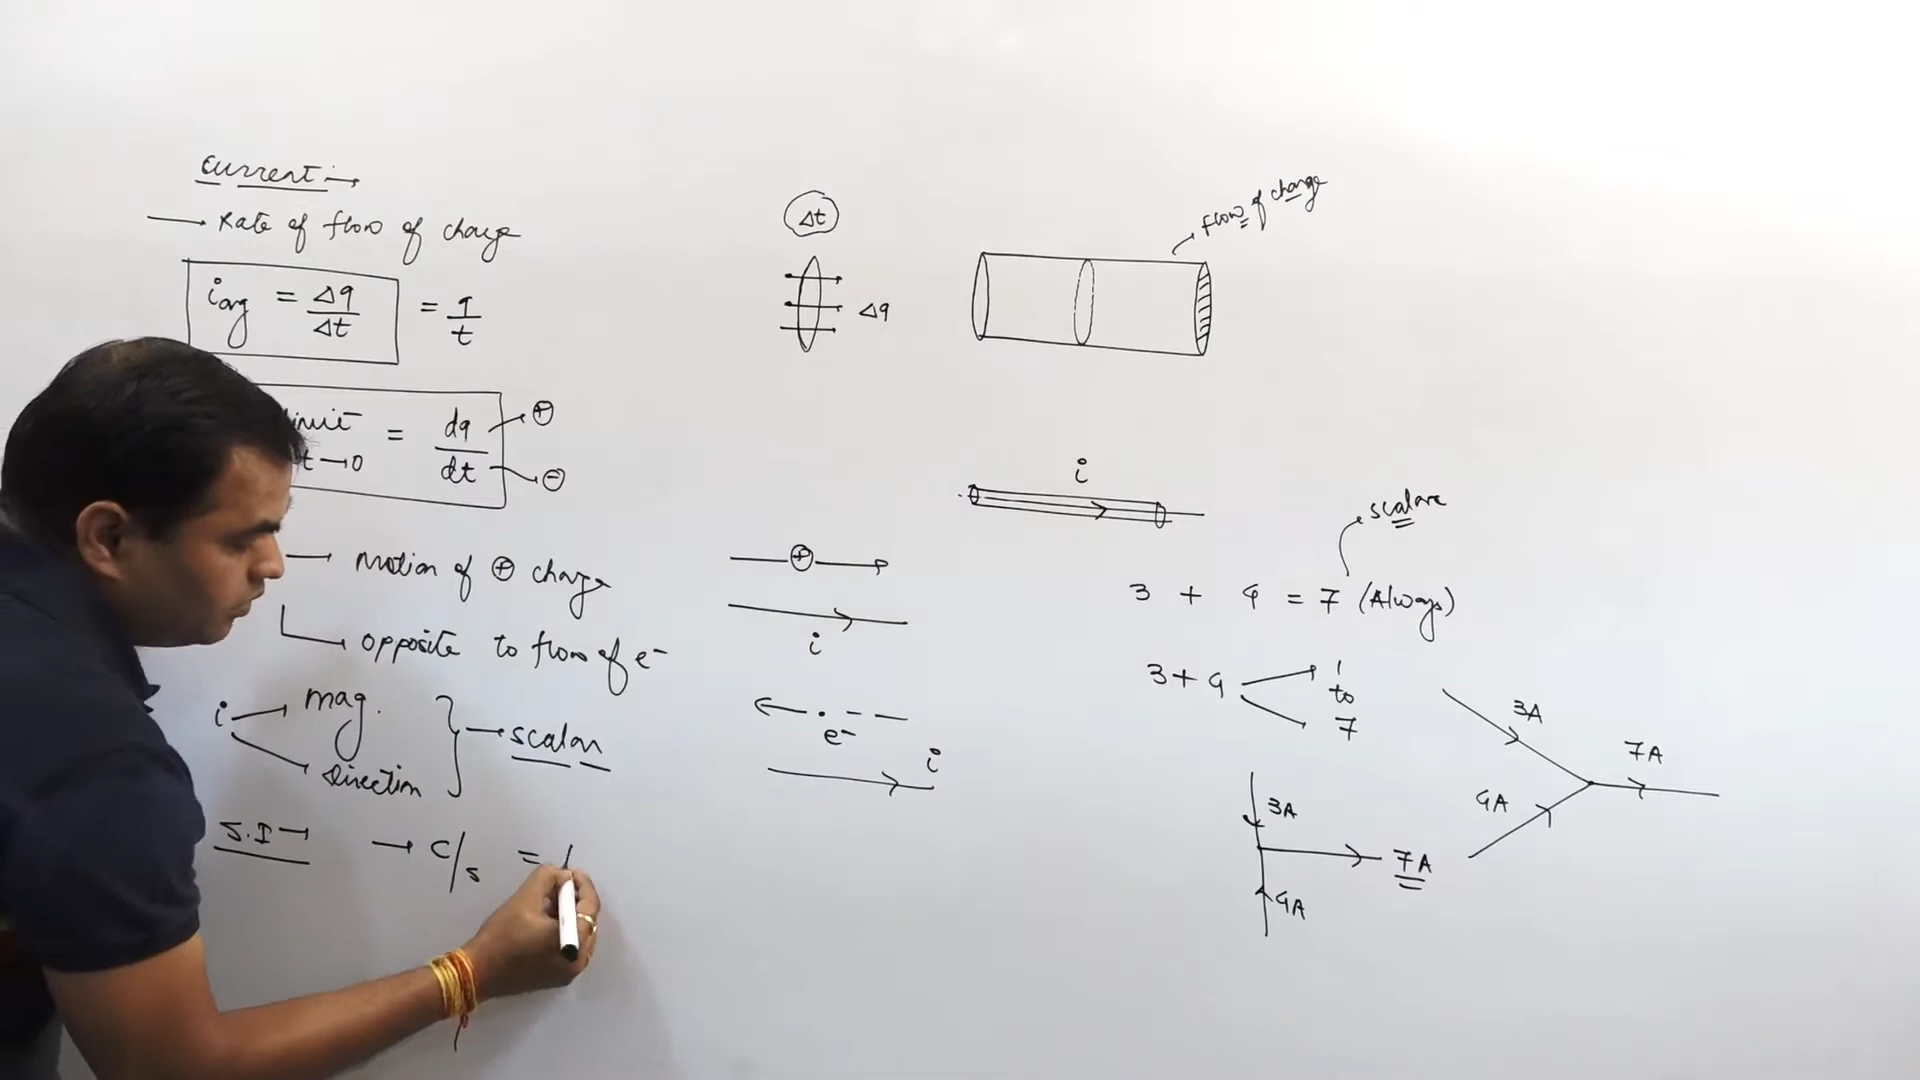 current →
→ Rate of flow of charge
iavg = Δq/Δt = q/t
limit t→0 = dq/dt
⊕
⊖
→ Motion of ⊕ charge
→ opposite to flow of e⁻
i → mag.
→ Direction
→ scalar
S.I → → C/s =
Δt
Δq
flow of charge
i
+
i
e⁻
i
scalar
3 + 4 = 7 (Always)
3 + 4 → 1 to 7
3A
4A
7A
3A
4A
7A